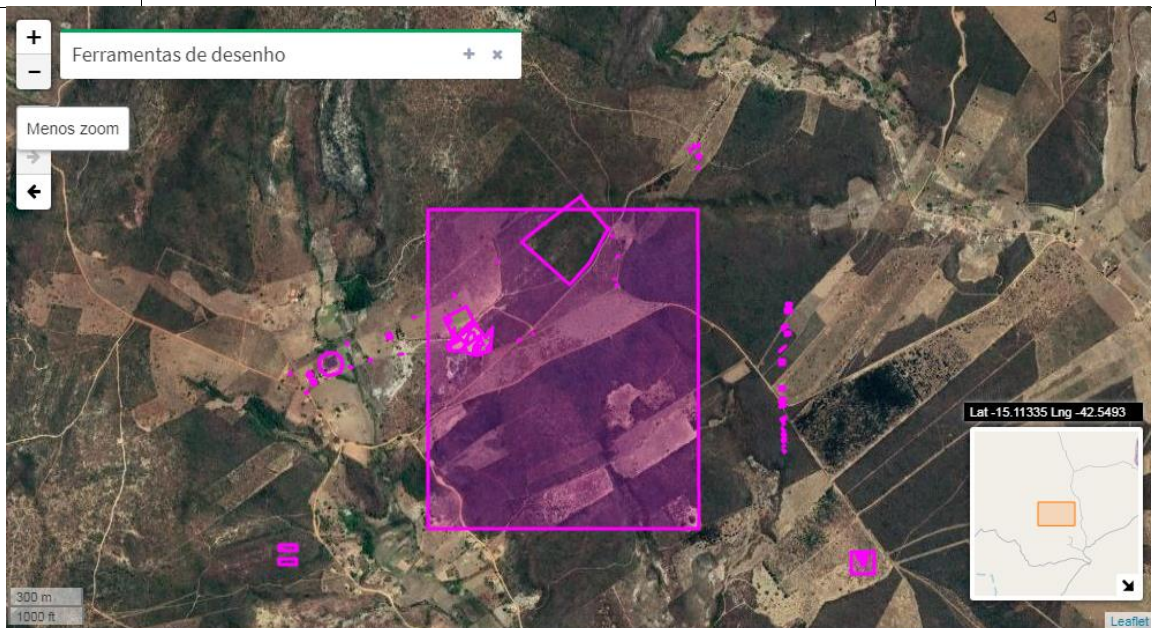 +
Ferramentas de desenho + ×
−
Menos zoom
Lat -15.11335 Lng -42.5493
300 m
1000 ft
Leaflet